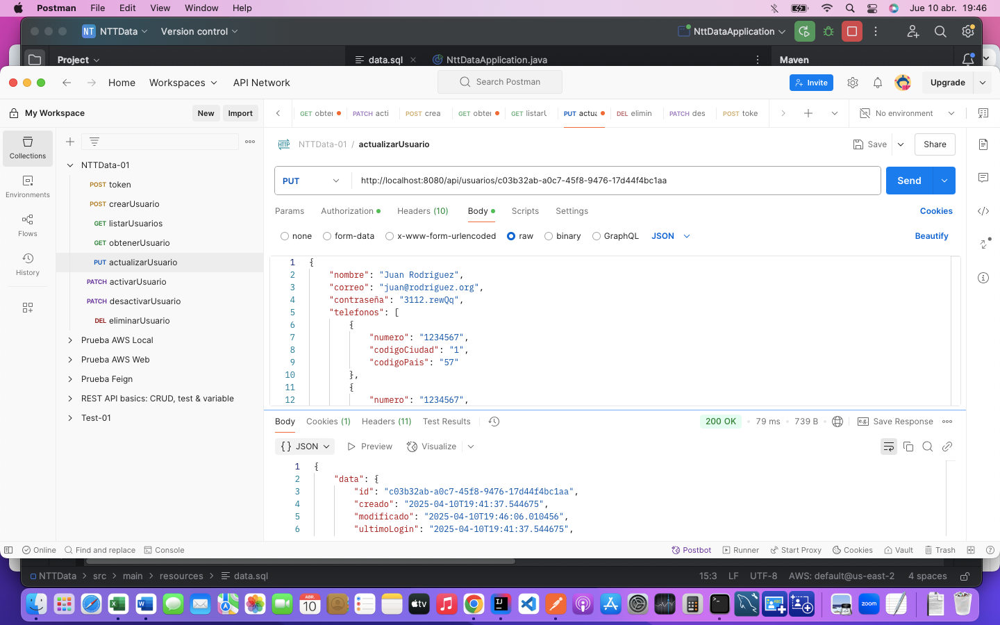 Postman File Edit View Window Help Jue 10 abr. 19:46
NT NTTData Version control NttDataApplication
Project data.sql NttDataApplication.java Maven
Home Workspaces API Network Search Postman Invite Upgrade
My Workspace New Import GET obte PATCH acti POST crea GET obte GET listarU PUT actua DEL elimin PATCH des POST toke No environment
Collections
Environments
Flows
History
NTTData-01
POST token
POST crearUsuario
GET listarUsuarios
GET obtenerUsuario
PUT actualizarUsuario
PATCH activarUsuario
PATCH desactivarUsuario
DEL eliminarUsuario
Prueba AWS Local
Prueba AWS Web
Prueba Feign
REST API basics: CRUD, test & variable
Test-01
HTTP NTTData-01 / actualizarUsuario Save Share
PUT http://localhost:8080/api/usuarios/c03b32ab-a0c7-45f8-9476-17d44f4bc1aa Send
Params Authorization Headers (10) Body Scripts Settings Cookies
none form-data x-www-form-urlencoded raw binary GraphQL JSON Beautify
1 {
2 "nombre": "Juan Rodriguez",
3 "correo": "juan@rodriguez.org",
4 "contraseña": "3112.rewQq",
5 "telefonos": [
6 {
7 "numero": "1234567",
8 "codigoCiudad": "1",
9 "codigoPais": "57"
10 },
11 {
12 "numero": "1234567",
Body Cookies (1) Headers (11) Test Results 200 OK 79 ms 739 B e.g. Save Response
{} JSON Preview Visualize
1 {
2 "data": {
3 "id": "c03b32ab-a0c7-45f8-9476-17d44f4bc1aa",
4 "creado": "2025-04-10T19:41:37.544675",
5 "modificado": "2025-04-10T19:46:06.010456",
6 "ultimoLogin": "2025-04-10T19:41:37.544675",
Online Find and replace Console Postbot Runner Start Proxy Cookies Vault Trash
NTTData src main resources data.sql 15:3 LF UTF-8 AWS: default@us-east-2 4 spaces
ABR. 10 tv zoom